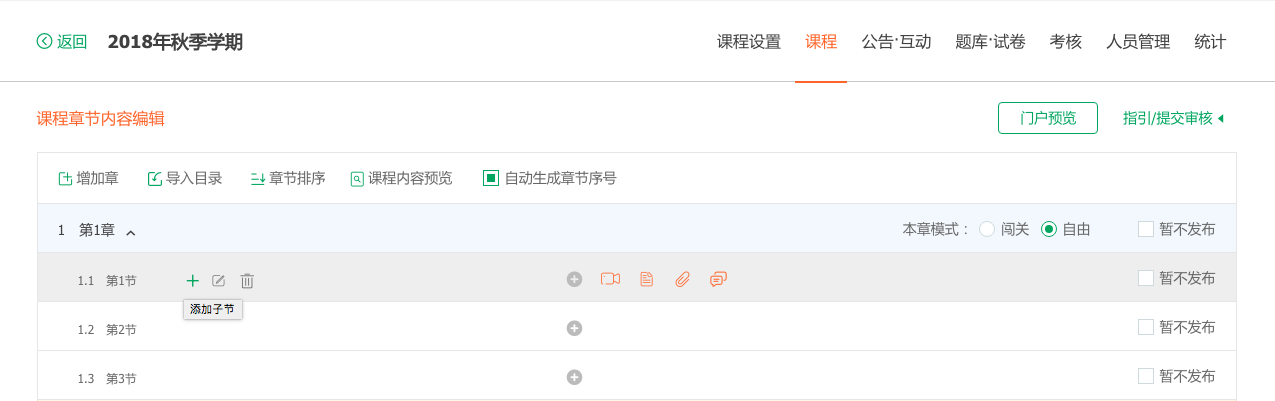 返回 2018年秋季学期 课程设置 课程 公告·互动 题库·试卷 考核 人员管理 统计
课程章节内容编辑 门户预览 指引/提交审核
增加章 导入目录 章节排序 课程内容预览 自动生成章节序号
1 第1章 本章模式： 闯关 自由 暂不发布
1.1 第1节 暂不发布
添加子节
1.2 第2节 暂不发布
1.3 第3节 暂不发布